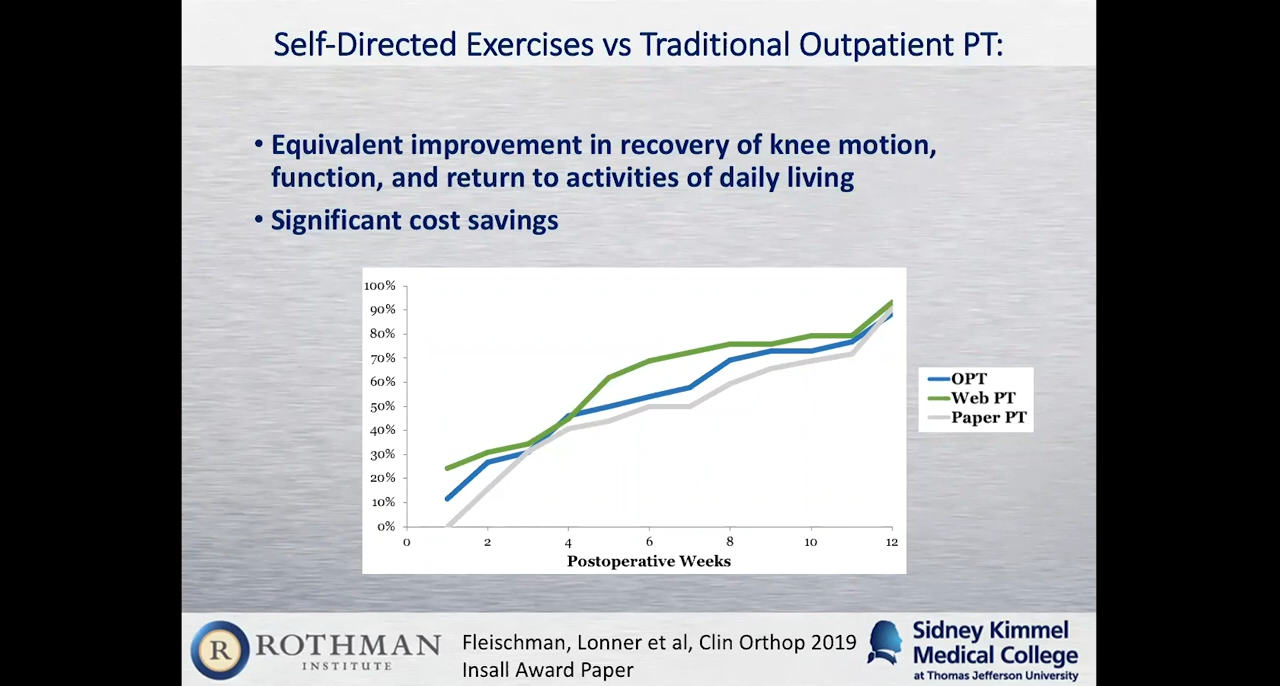 Self-Directed Exercises vs Traditional Outpatient PT:
• Equivalent improvement in recovery of knee motion,
function, and return to activities of daily living
• Significant cost savings
100%
90%
80%
70%
60%
50%
40%
30%
20%
10%
0%
0 2 4 6 8 10 12
Postoperative Weeks
OPT
Web PT
Paper PT
R ROTHMAN
INSTITUTE
Fleischman, Lonner et al, Clin Orthop 2019
Insall Award Paper
Sidney Kimmel
Medical College
at Thomas Jefferson University